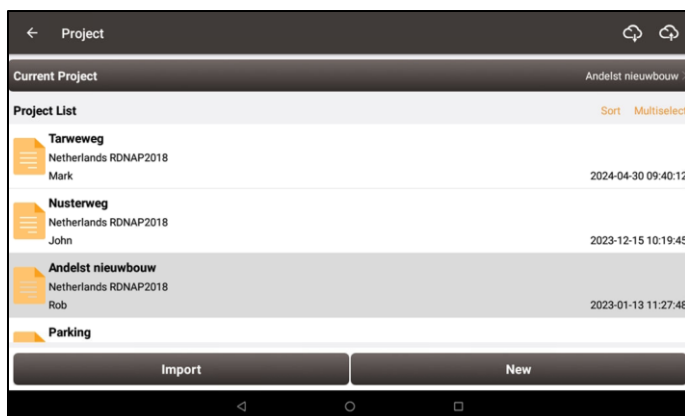 Project
Current Project Andelst nieuwbouw
Project List Sort Multiselect
Tarweweg
Netherlands RDNAP2018
Mark 2024-04-30 09:40:12
Nusterweg
Netherlands RDNAP2018
John 2023-12-15 10:19:45
Andelst nieuwbouw
Netherlands RDNAP2018
Rob 2023-01-13 11:27:48
Parking
Import New